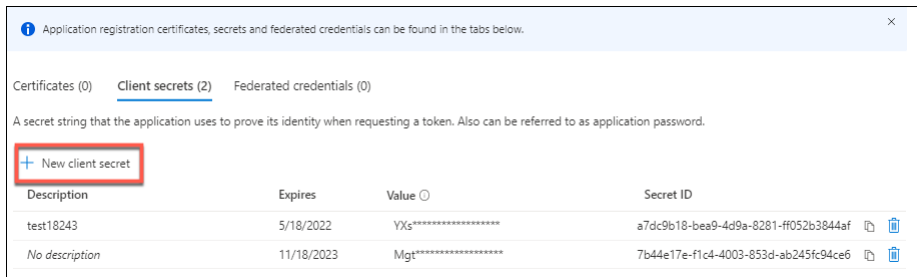 Application registration certificates, secrets and federated credentials can be found in the tabs below.
Certificates (0) Client secrets (2) Federated credentials (0)
A secret string that the application uses to prove its identity when requesting a token. Also can be referred to as application password.
+ New client secret
Description Expires Value Secret ID
test18243 5/18/2022 YXs****************** a7dc9b18-bea9-4d9a-8281-ff052b3844af
No description 11/18/2023 Mgt****************** 7b44e17e-f1c4-4003-853d-ab245fc94ce6